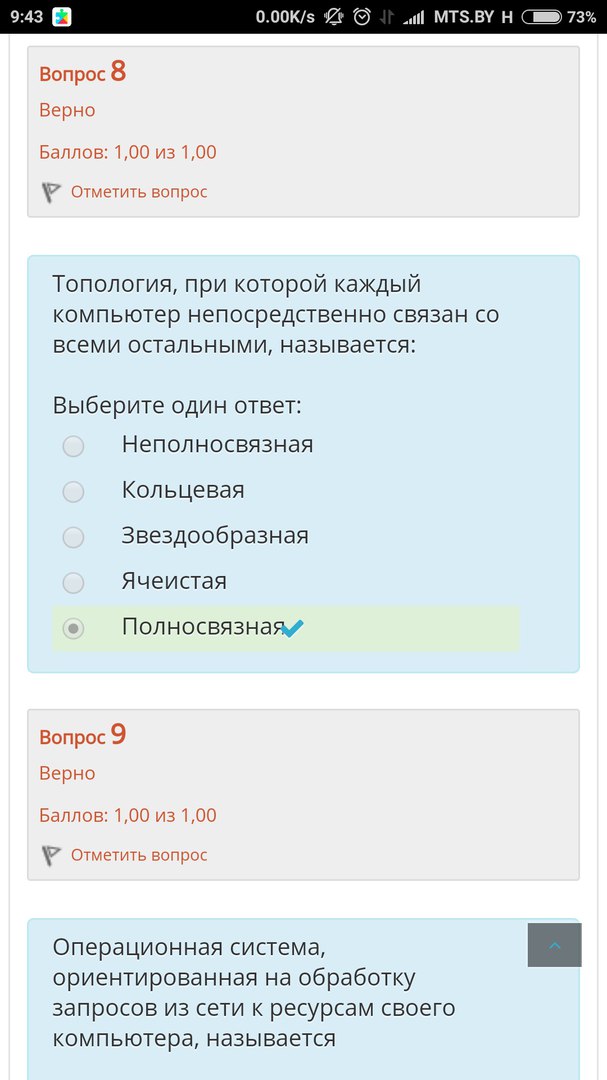 9:43 0.00K/s MTS.BY H 73%
Вопрос 8
Верно
Баллов: 1,00 из 1,00
Отметить вопрос
Топология, при которой каждый
компьютер непосредственно связан со
всеми остальными, называется:
Выберите один ответ:
Неполносвязная
Кольцевая
Звездообразная
Ячеистая
Полносвязная
Вопрос 9
Верно
Баллов: 1,00 из 1,00
Отметить вопрос
Операционная система,
ориентированная на обработку
запросов из сети к ресурсам своего
компьютера, называется